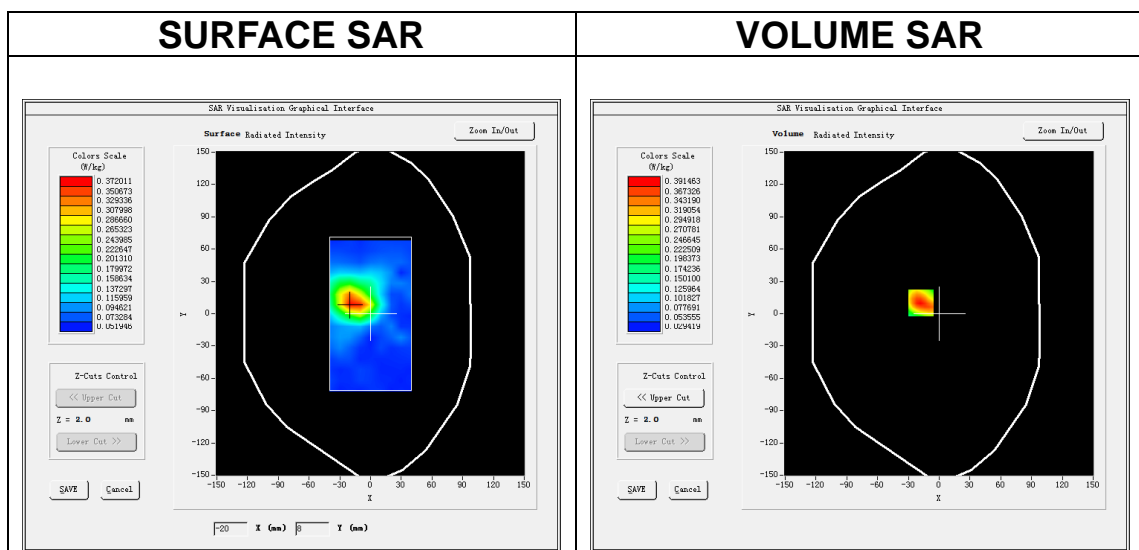 SURFACE SAR
VOLUME SAR
SAR Visualisation Graphical Interface
Surface Radiated Intensity
Zoom In/Out
Colors Scale
(W/kg)
0.372011
0.350673
0.329336
0.307998
0.286660
0.265323
0.243985
0.222647
0.201310
0.179972
0.158634
0.137297
0.115959
0.094621
0.073284
0.051946
150
120
90
60
30
0
-30
-60
-90
-120
-150
Y
-150 -120 -90 -60 -30 0 30 60 90 120 150
X
Z-Cuts Control
<< Upper Cut
Z = 2.0 mm
Lower Cut >>
SAVE Cancel
-20 X (mm) 8 Y (mm)
SAR Visualisation Graphical Interface
Volume Radiated Intensity
Zoom In/Out
Colors Scale
(W/kg)
0.391463
0.367326
0.343190
0.319054
0.294918
0.270781
0.246645
0.222509
0.198373
0.174236
0.150100
0.125964
0.101827
0.077691
0.053555
0.029419
150
120
90
60
30
0
-30
-60
-90
-120
-150
Y
-150 -120 -90 -60 -30 0 30 60 90 120 150
X
Z-Cuts Control
<< Upper Cut
Z = 2.0 mm
Lower Cut >>
SAVE Cancel